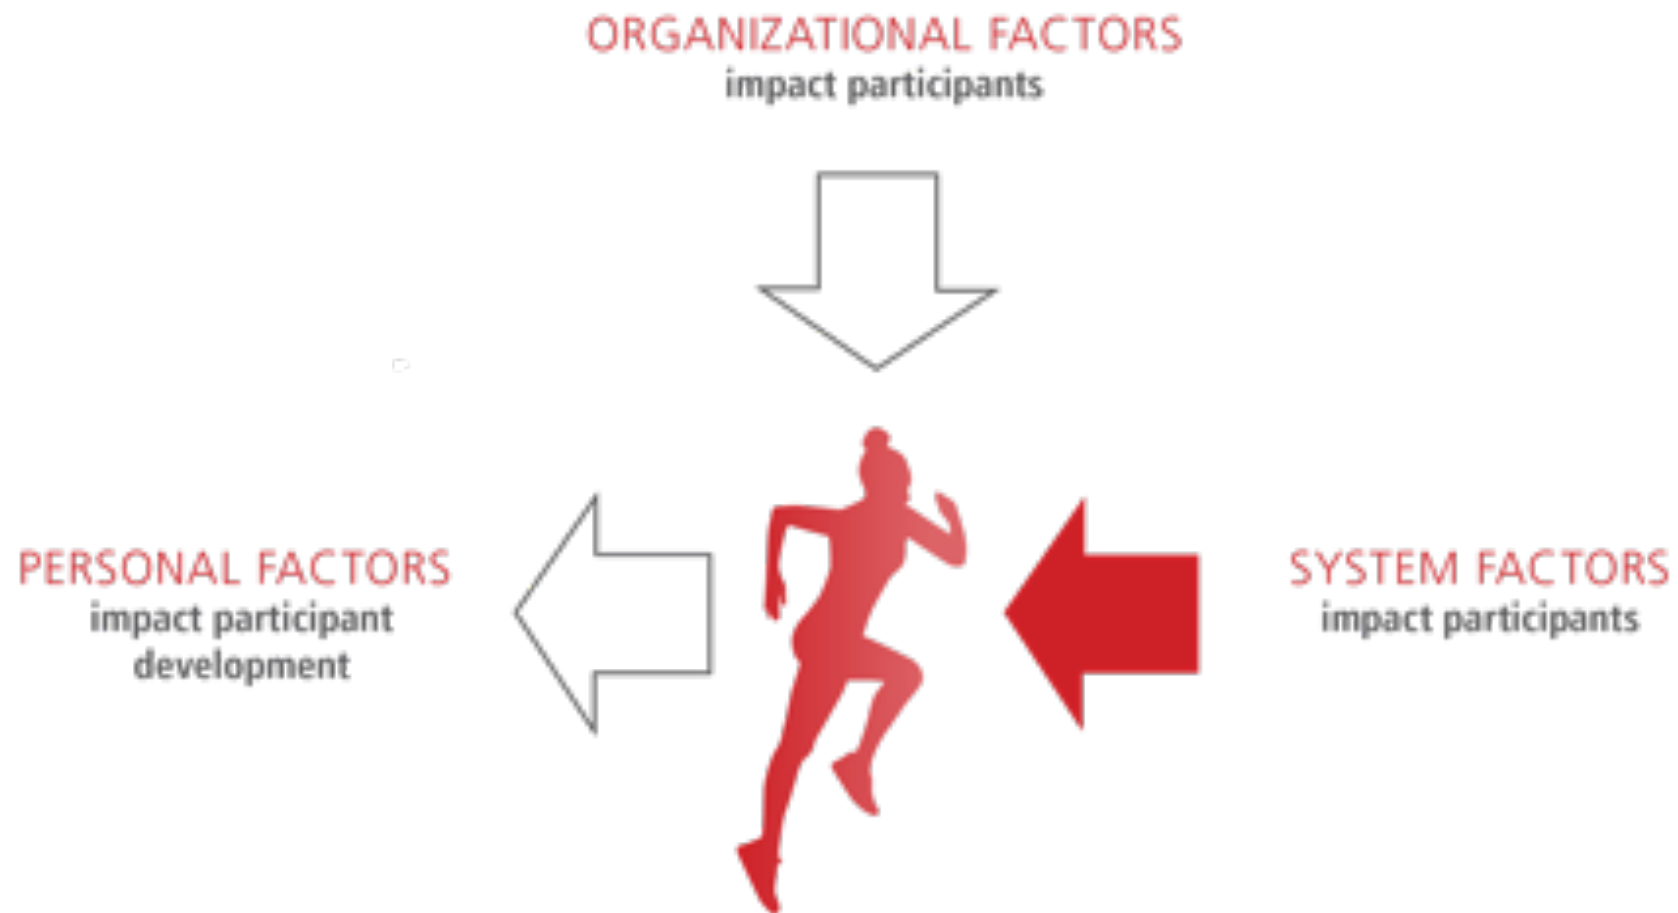 ORGANIZATIONAL FACTORS
impact participants
PERSONAL FACTORS
impact participant
development
SYSTEM FACTORS
impact participants